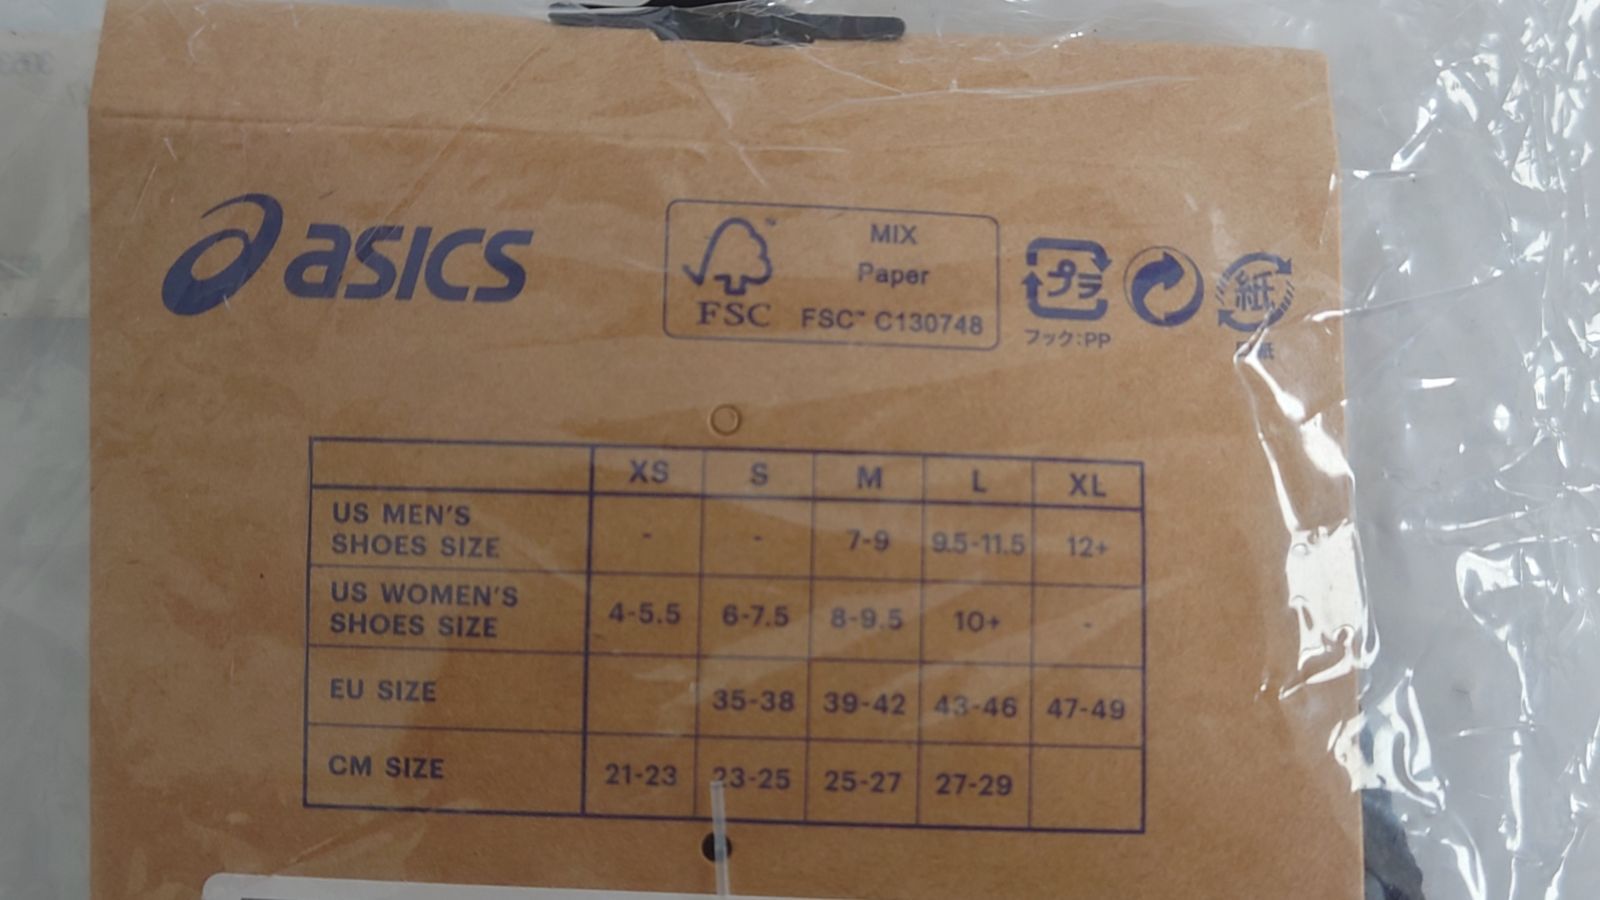 asics
FSC
MIX
Paper
FSC™ C130748
プラ
フック:PP
紙
XS S M L XL
US MEN'S SHOES SIZE - - 7-9 9.5-11.5 12+
US WOMEN'S SHOES SIZE 4-5.5 6-7.5 8-9.5 10+ -
EU SIZE 35-38 39-42 43-46 47-49
CM SIZE 21-23 23-25 25-27 27-29